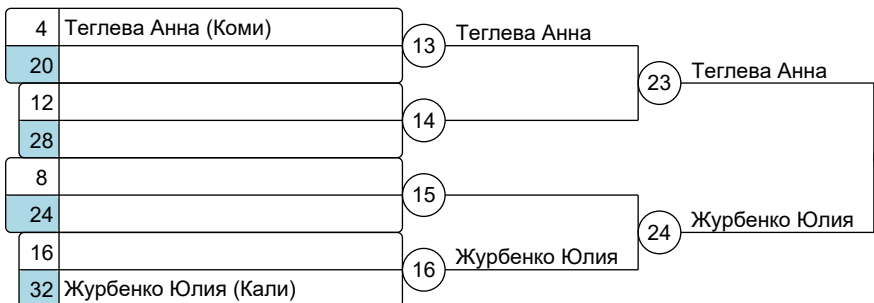 4 Теглева Анна (Коми)
20
13 Теглева Анна
12
28
14
23 Теглева Анна
8
24
15
16
32 Журбенко Юлия (Кали)
16 Журбенко Юлия
24 Журбенко Юлия